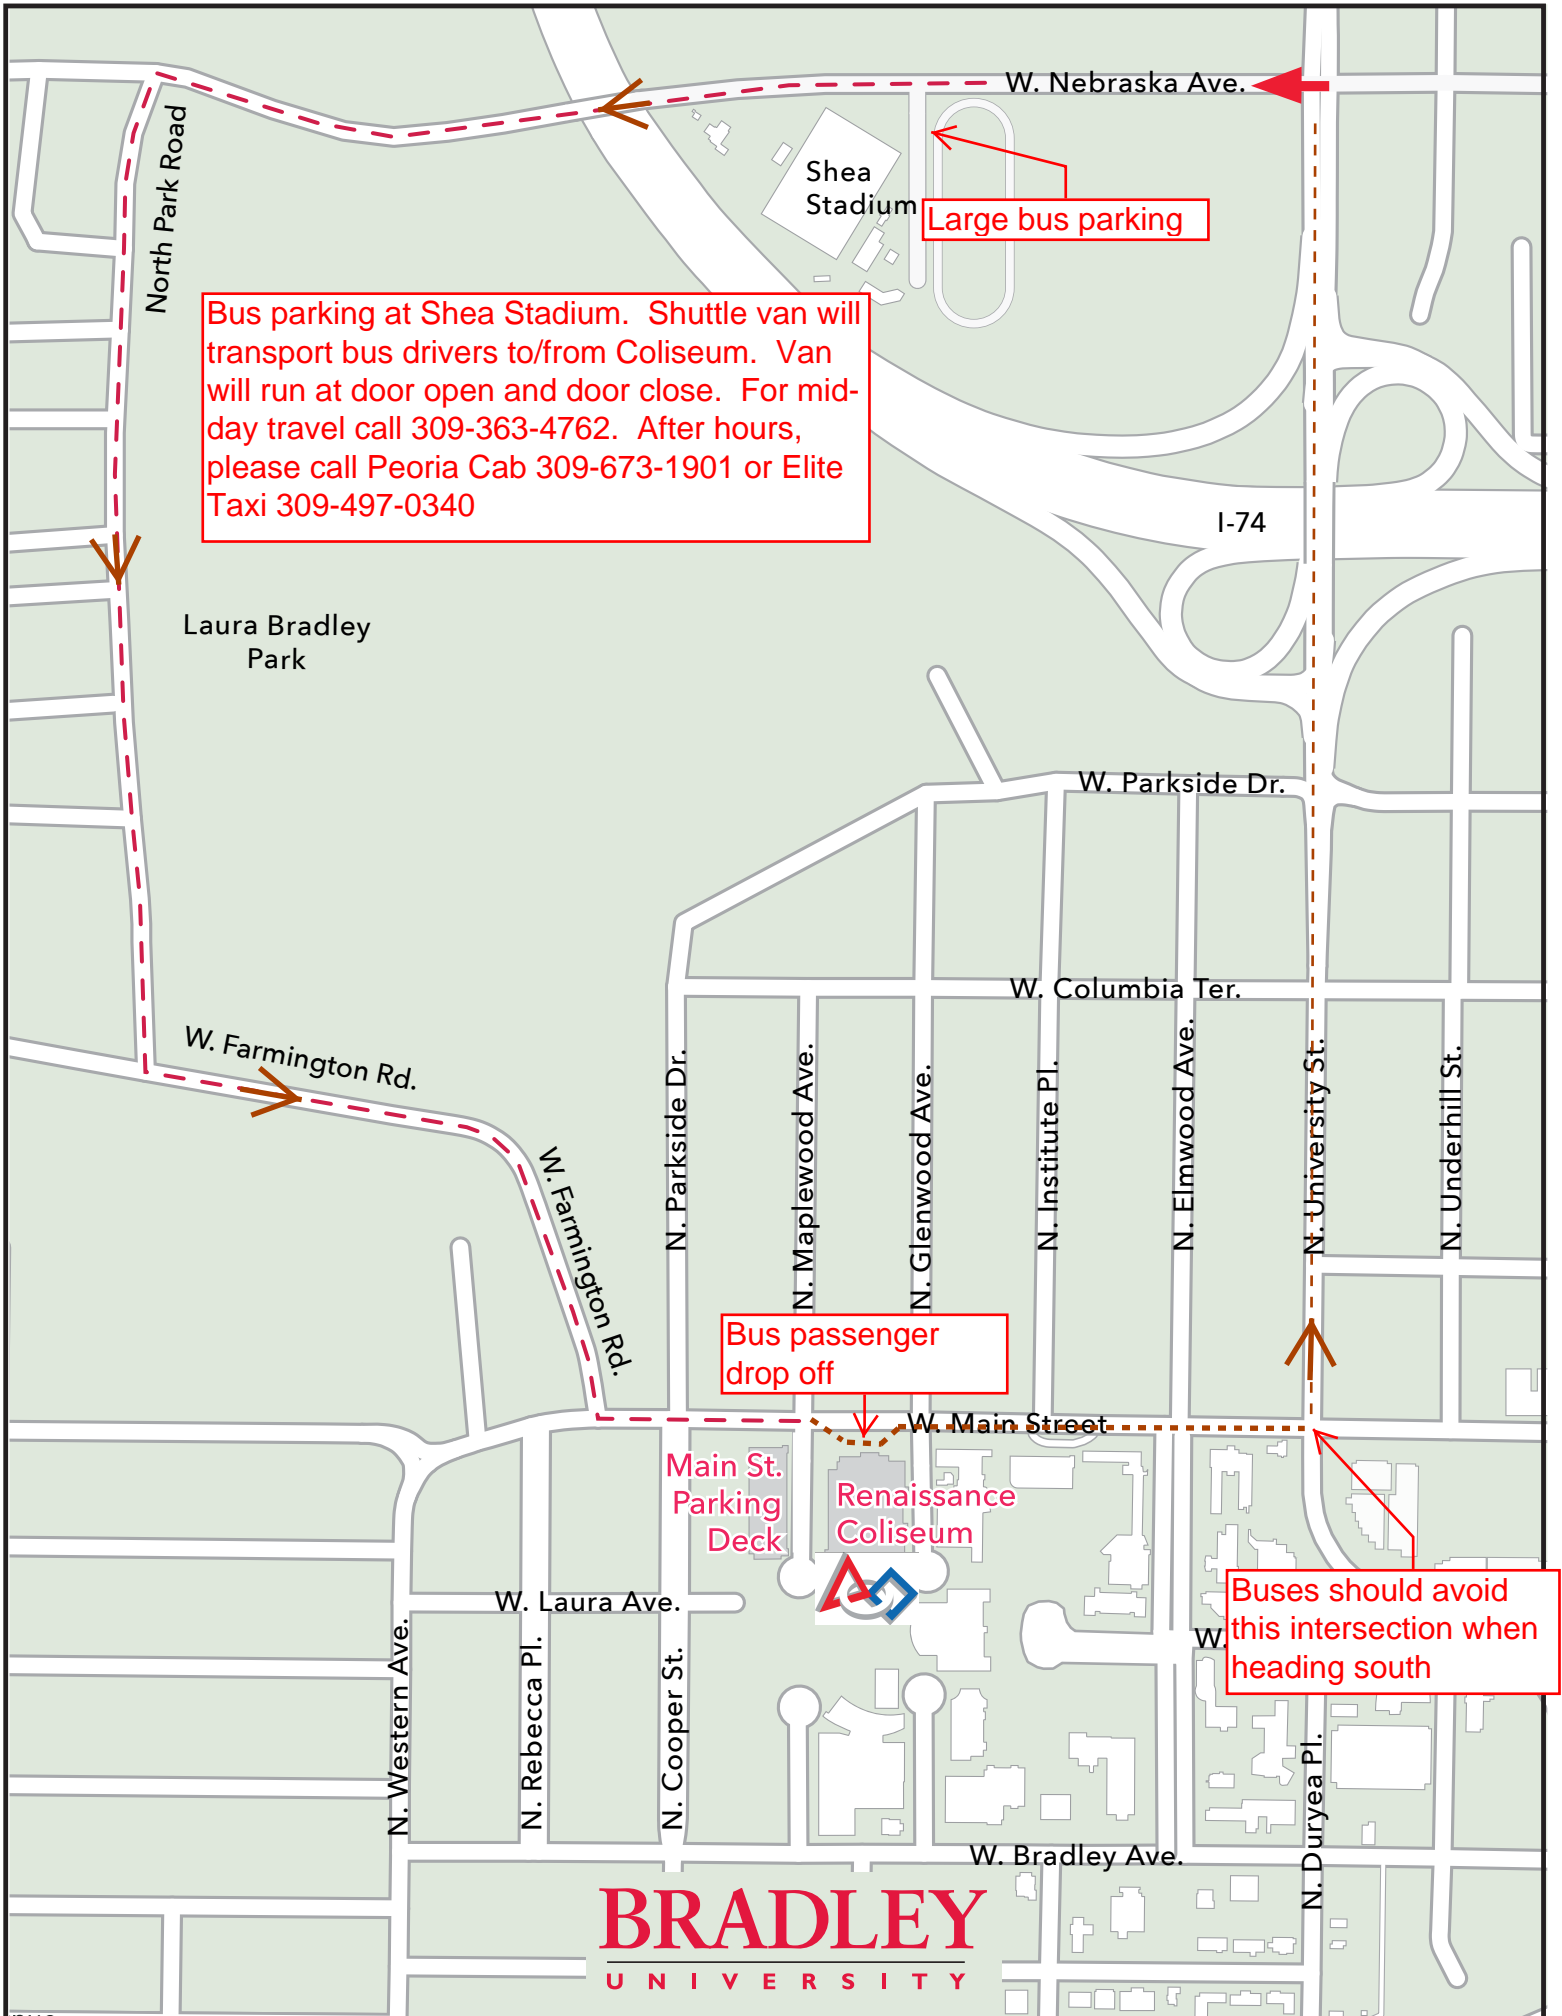 W. Nebraska Ave.
North Park Road
Shea
Stadium
Large bus parking
Bus parking at Shea Stadium.  Shuttle van will
transport bus drivers to/from Coliseum.  Van
will run at door open and door close.  For mid-
day travel call 309-363-4762.  After hours,
please call Peoria Cab 309-673-1901 or Elite
Taxi 309-497-0340
I-74
Laura Bradley
Park
W. Parkside Dr.
W. Columbia Ter.
W. Farmington Rd.
W. Farmington Rd.
N. Parkside Dr.
N. Maplewood Ave.
N. Glenwood Ave.
N. Institute Pl.
N. Elmwood Ave.
N. University St.
N. Underhill St.
Bus passenger
drop off
W. Main Street
Main St.
Parking
Deck
Renaissance
Coliseum
Buses should avoid
this intersection when
heading south
W.
W. Laura Ave.
N. Western Ave.
N. Rebecca Pl.
N. Cooper St.
N. Duryea Pl.
W. Bradley Ave.
BRADLEY
UNIVERSITY